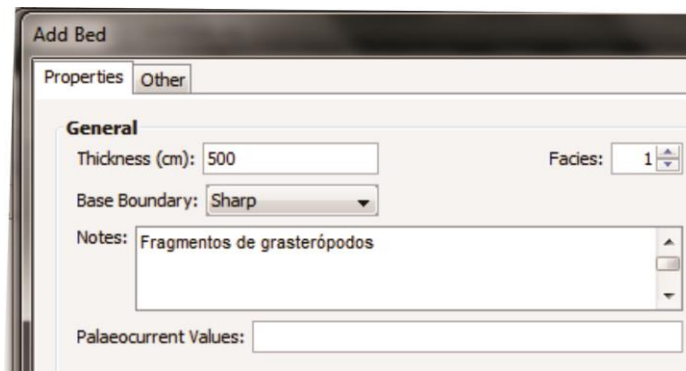 Add Bed
Properties Other
General
Thickness (cm): 500 Facies: 1
Base Boundary: Sharp
Notes: Fragmentos de grasterópodos
Palaeocurrent Values: